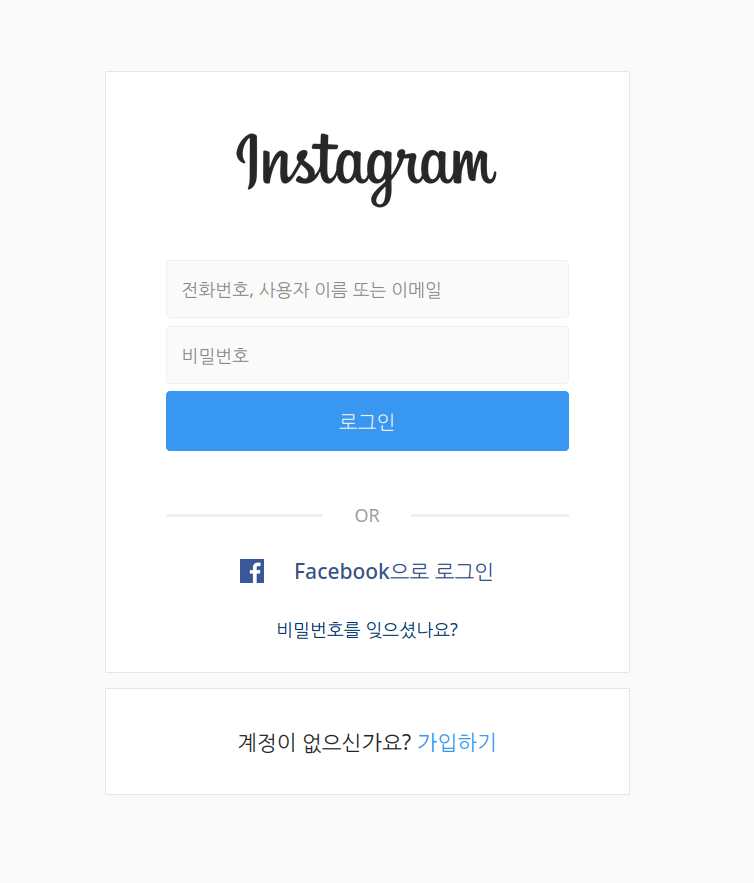 Instagram
전화번호, 사용자 이름 또는 이메일
비밀번호
로그인
OR
Facebook으로 로그인
비밀번호를 잊으셨나요?
계정이 없으신가요? 가입하기